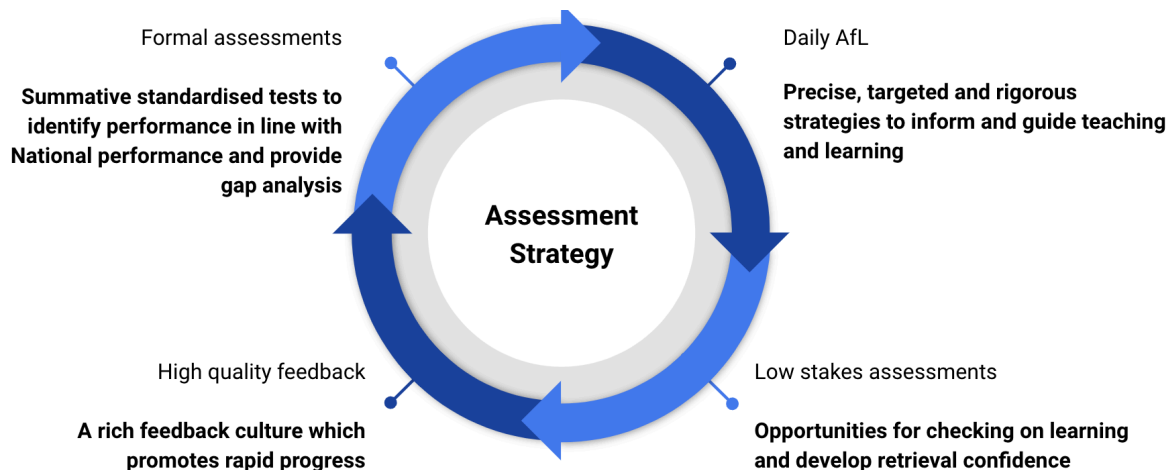 Formal assessments
Summative standardised tests to
identify performance in line with
National performance and provide
gap analysis
Daily AfL
Precise, targeted and rigorous
strategies to inform and guide teaching
and learning
Assessment
Strategy
High quality feedback
A rich feedback culture which
promotes rapid progress
Low stakes assessments
Opportunities for checking on learning
and develop retrieval confidence